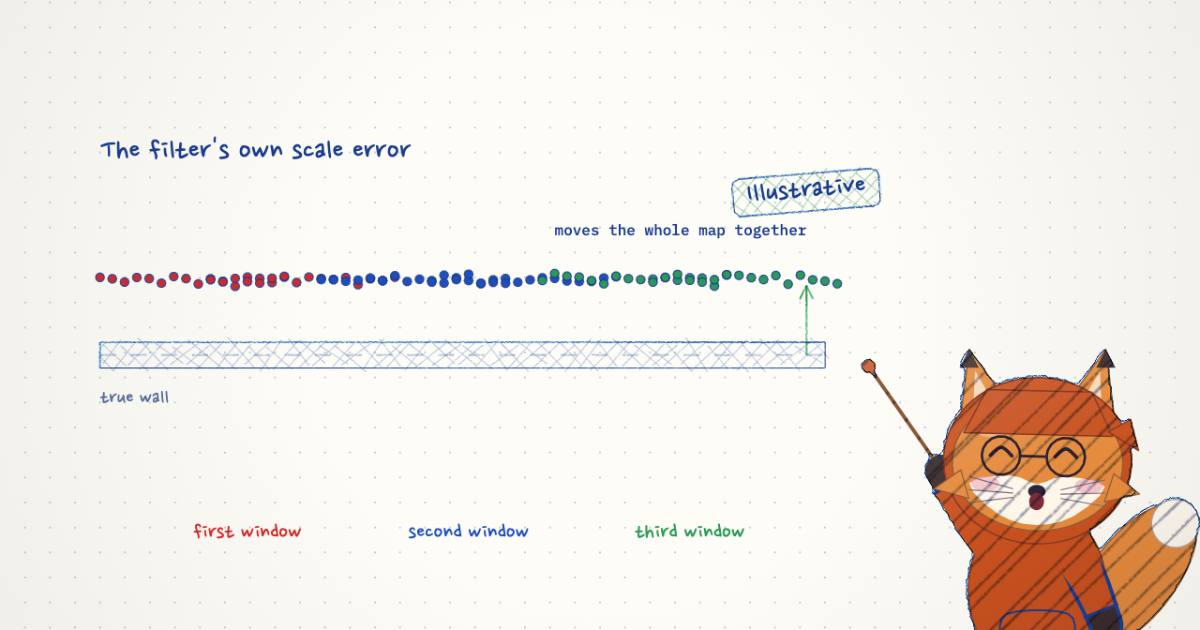 The filter's own scale error
Illustrative
moves the whole map together
true wall
first window
second window
third window